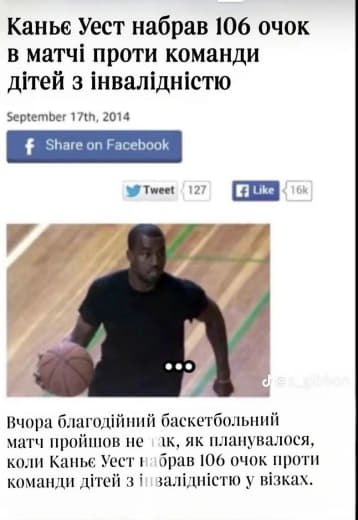 Каньє Уест набрав 106 очок
в матчі проти команди
дітей з інвалідністю
September 17th, 2014
f Share on Facebook
Tweet 127
f Like 16k
Вчора благодійний баскетбольний
матч пройшов не так, як планувалося,
коли Каньє Уест набрав 106 очок проти
команди дітей з інвалідністю у візках.